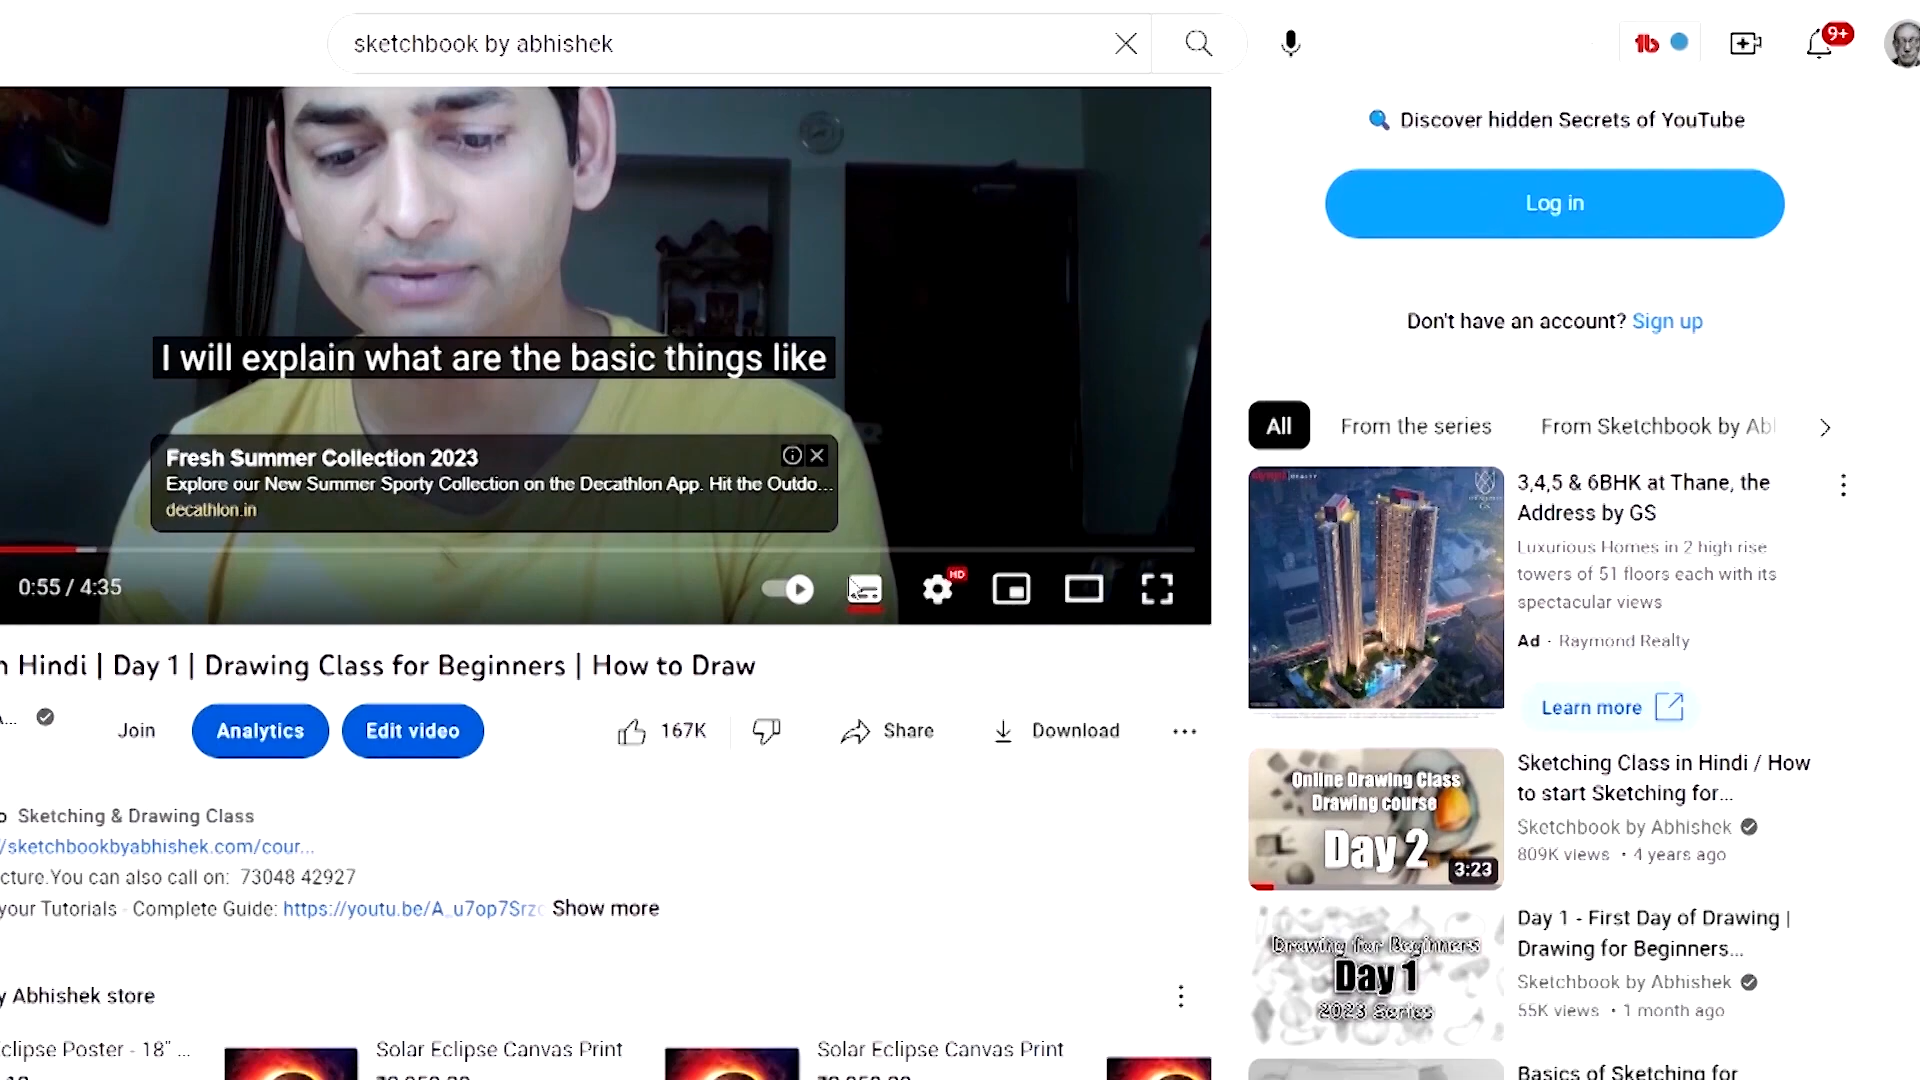 sketchbook by abhishek
9+
Discover hidden Secrets of YouTube
Log in
Don't have an account? Sign up
I will explain what are the basic things like
Fresh Summer Collection 2023
Explore our New Summer Sporty Collection on the Decathlon App. Hit the Outdo...
decathlon.in
0:55 / 4:35
HD
Hindi | Day 1 | Drawing Class for Beginners | How to Draw
Join
Analytics
Edit video
167K
Share
Download
Sketching & Drawing Class
/sketchbookbyabhishek.com/cour...
cture.You can also call on: 73048 42927
your Tutorials - Complete Guide: https://youtu.be/A_u7op7Srzc Show more
y Abhishek store
clipse Poster - 18" ...
Solar Eclipse Canvas Print
Solar Eclipse Canvas Print
All
From the series
From Sketchbook by Ab
3,4,5 & 6BHK at Thane, the
Address by GS
Luxurious Homes in 2 high rise
towers of 51 floors each with its
spectacular views
Ad · Raymond Realty
Learn more
Online Drawing Class
Drawing course
Day 2
3:23
Sketching Class in Hindi / How
to start Sketching for...
Sketchbook by Abhishek
809K views • 4 years ago
Drawing for Beginners
Day 1
2023 Series
Day 1 - First Day of Drawing |
Drawing for Beginners...
Sketchbook by Abhishek
55K views • 1 month ago
Basics of Sketching for